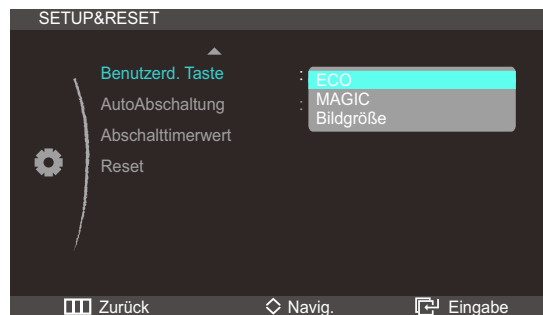 SETUP&RESET
Benutzerd. Taste : ECO
AutoAbschaltung : MAGIC
Bildgröße
Abschalttimerwert
Reset
Zurück Navig. Eingabe